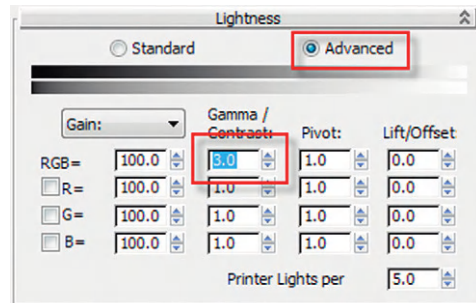 Lightness
Standard Advanced
Gain: Gamma / Contrast: Pivot: Lift/Offset
RGB= 100.0 3.0 1.0 0.0
R= 100.0 1.0 1.0 0.0
G= 100.0 1.0 1.0 0.0
B= 100.0 1.0 1.0 0.0
Printer Lights per 5.0